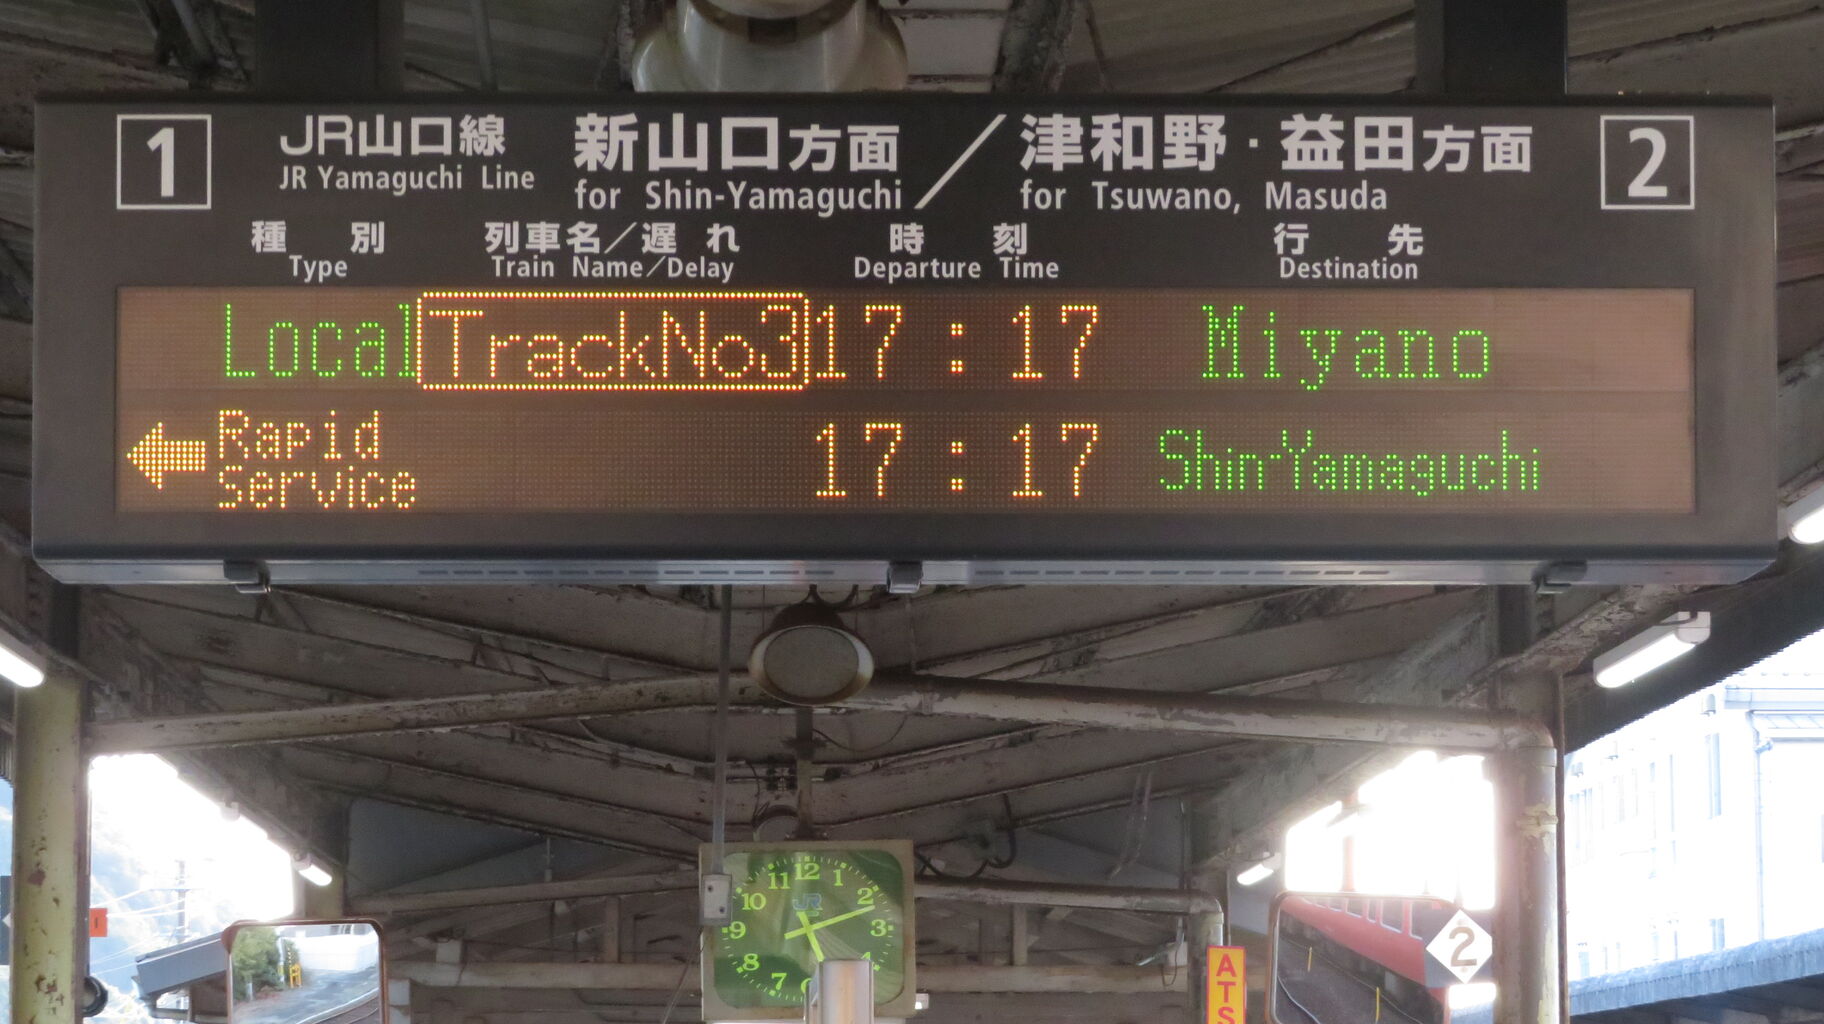 1 JR山口線 新山口方面／津和野・益田方面 2
JR Yamaguchi Line for Shin-Yamaguchi for Tsuwano, Masuda
種別 列車名／遅れ 時刻 行先
Type Train Name／Delay Departure Time Destination
Local TrackNo3 17:17 Miyano
Rapid Service 17:17 Shin-Yamaguchi
12
11 1
JR
10 2
9 3
8 4
7 6
2
ATS